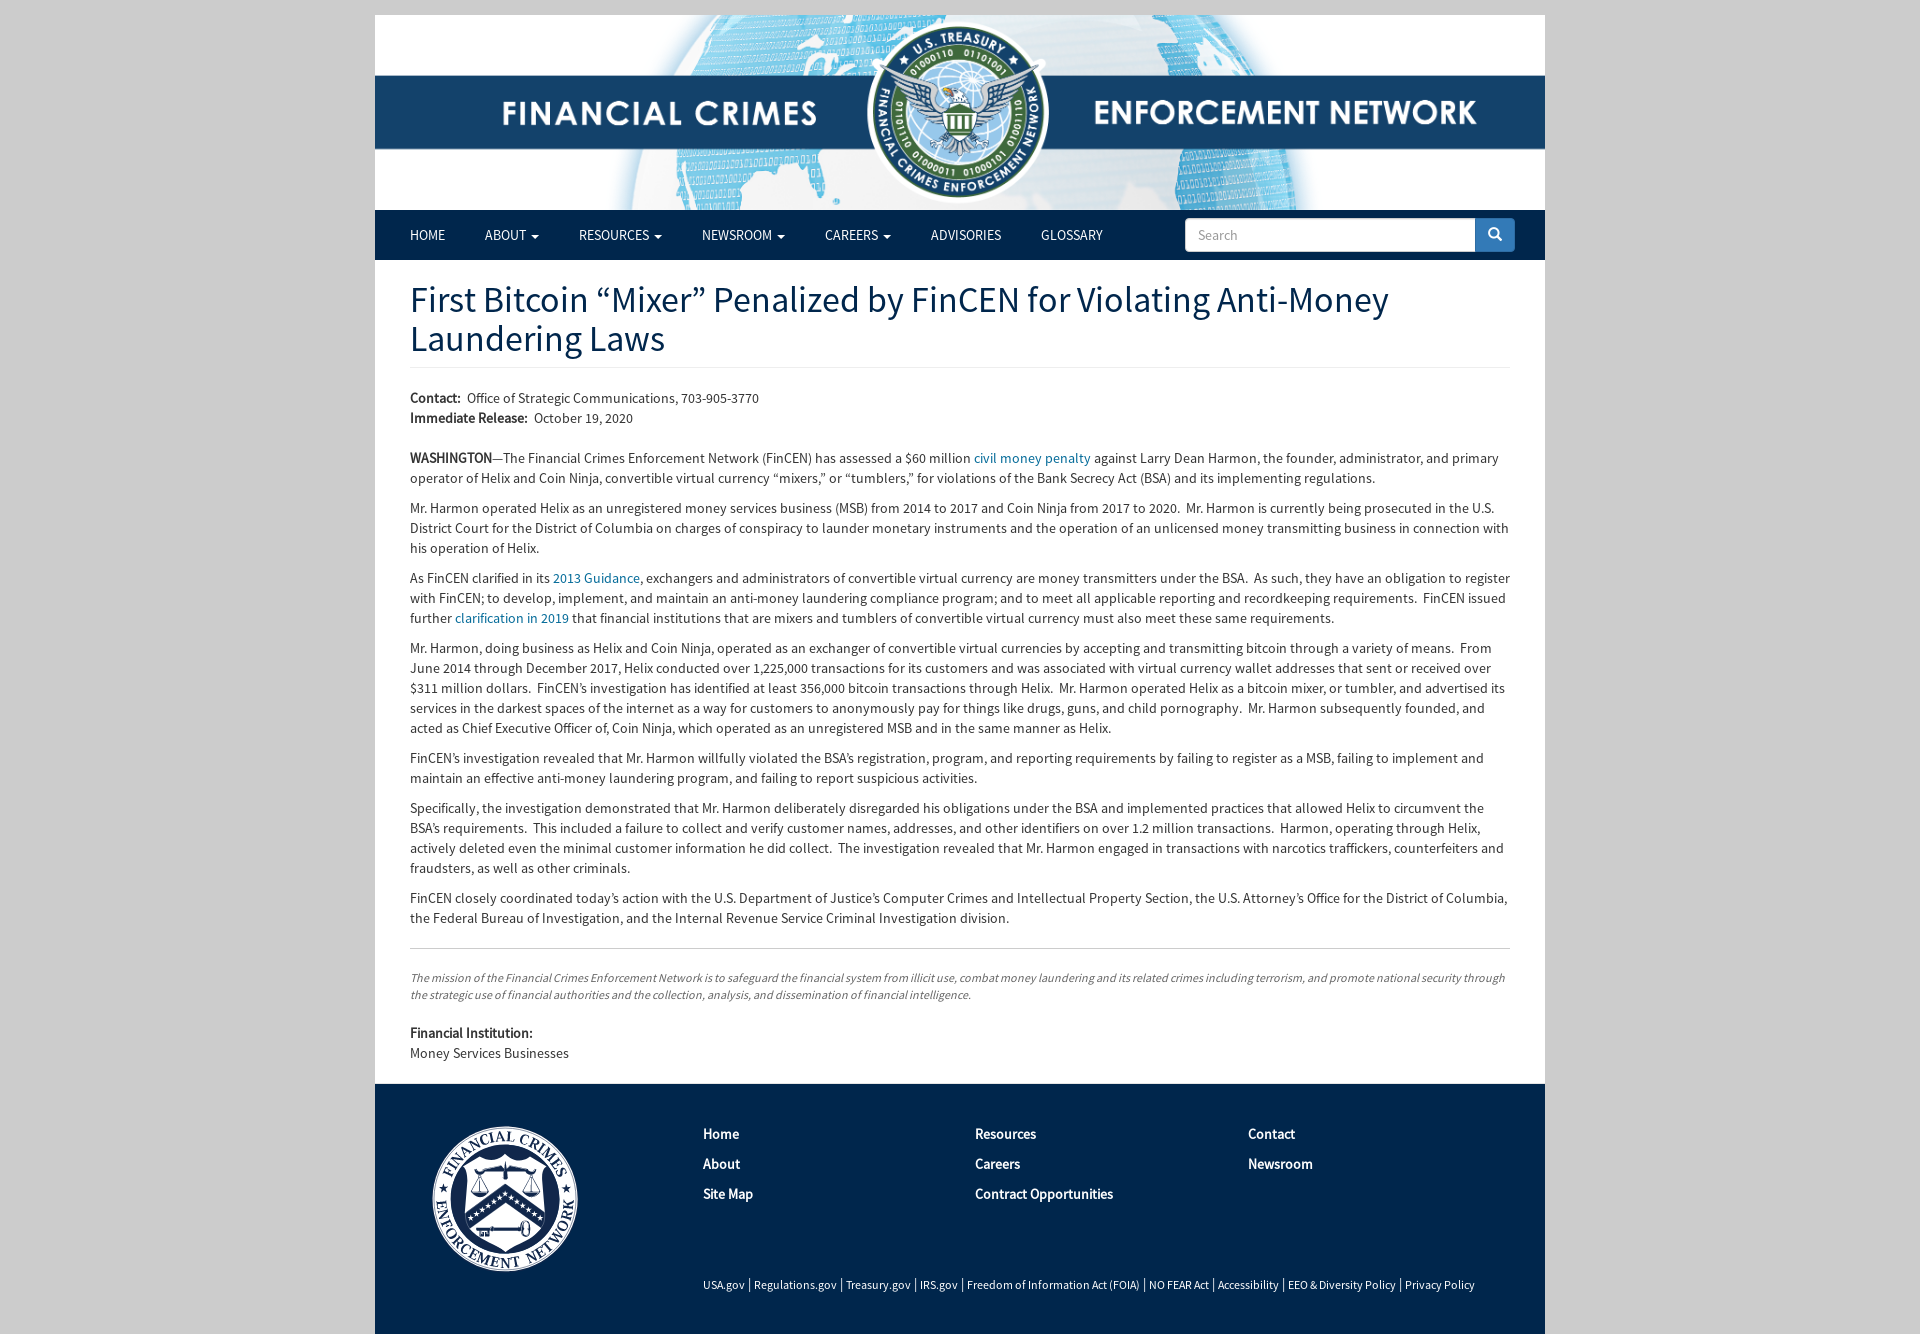 U.S. TREASURY
01000110 01101001
FINANCIAL CRIMES
ENFORCEMENT NETWORK
FINANCIAL CRIMES ENFORCEMENT NETWORK
HOME ABOUT RESOURCES NEWSROOM CAREERS ADVISORIES GLOSSARY Search
First Bitcoin “Mixer” Penalized by FinCEN for Violating Anti-Money
Laundering Laws
Contact: Office of Strategic Communications, 703-905-3770
Immediate Release: October 19, 2020
WASHINGTON—The Financial Crimes Enforcement Network (FinCEN) has assessed a $60 million civil money penalty against Larry Dean Harmon, the founder, administrator, and primary
operator of Helix and Coin Ninja, convertible virtual currency “mixers,” or “tumblers,” for violations of the Bank Secrecy Act (BSA) and its implementing regulations.
Mr. Harmon operated Helix as an unregistered money services business (MSB) from 2014 to 2017 and Coin Ninja from 2017 to 2020. Mr. Harmon is currently being prosecuted in the U.S.
District Court for the District of Columbia on charges of conspiracy to launder monetary instruments and the operation of an unlicensed money transmitting business in connection with
his operation of Helix.
As FinCEN clarified in its 2013 Guidance, exchangers and administrators of convertible virtual currency are money transmitters under the BSA. As such, they have an obligation to register
with FinCEN; to develop, implement, and maintain an anti-money laundering compliance program; and to meet all applicable reporting and recordkeeping requirements. FinCEN issued
further clarification in 2019 that financial institutions that are mixers and tumblers of convertible virtual currency must also meet these same requirements.
Mr. Harmon, doing business as Helix and Coin Ninja, operated as an exchanger of convertible virtual currencies by accepting and transmitting bitcoin through a variety of means. From
June 2014 through December 2017, Helix conducted over 1,225,000 transactions for its customers and was associated with virtual currency wallet addresses that sent or received over
$311 million dollars. FinCEN’s investigation has identified at least 356,000 bitcoin transactions through Helix. Mr. Harmon operated Helix as a bitcoin mixer, or tumbler, and advertised its
services in the darkest spaces of the internet as a way for customers to anonymously pay for things like drugs, guns, and child pornography. Mr. Harmon subsequently founded, and
acted as Chief Executive Officer of, Coin Ninja, which operated as an unregistered MSB and in the same manner as Helix.
FinCEN’s investigation revealed that Mr. Harmon willfully violated the BSA’s registration, program, and reporting requirements by failing to register as a MSB, failing to implement and
maintain an effective anti-money laundering program, and failing to report suspicious activities.
Specifically, the investigation demonstrated that Mr. Harmon deliberately disregarded his obligations under the BSA and implemented practices that allowed Helix to circumvent the
BSA’s requirements. This included a failure to collect and verify customer names, addresses, and other identifiers on over 1.2 million transactions. Harmon, operating through Helix,
actively deleted even the minimal customer information he did collect. The investigation revealed that Mr. Harmon engaged in transactions with narcotics traffickers, counterfeiters and
fraudsters, as well as other criminals.
FinCEN closely coordinated today’s action with the U.S. Department of Justice’s Computer Crimes and Intellectual Property Section, the U.S. Attorney’s Office for the District of Columbia,
the Federal Bureau of Investigation, and the Internal Revenue Service Criminal Investigation division.
The mission of the Financial Crimes Enforcement Network is to safeguard the financial system from illicit use, combat money laundering and its related crimes including terrorism, and promote national security through
the strategic use of financial authorities and the collection, analysis, and dissemination of financial intelligence.
Financial Institution:
Money Services Businesses
FINANCIAL CRIMES
ENFORCEMENT NETWORK
Home Resources Contact
About Careers Newsroom
Site Map Contract Opportunities
USA.gov | Regulations.gov | Treasury.gov | IRS.gov | Freedom of Information Act (FOIA) | NO FEAR Act | Accessibility | EEO & Diversity Policy | Privacy Policy